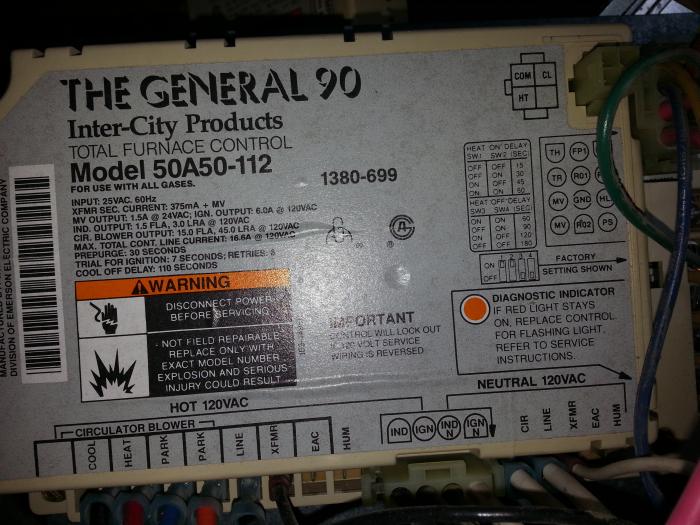 THE GENERAL 90
Inter-City Products
TOTAL FURNACE CONTROL
Model 50A50-112
FOR USE WITH ALL GASES.
1380-699
INPUT: 25VAC, 60Hz
XFMR SEC. CURRENT: 375mA + MV
MV OUTPUT: 1.5A @ 24VAC; IGN. OUTPUT: 6.0A @ 120VAC
IND. OUTPUT: 1.5 FLA, 3.0 LRA @ 120VAC
CIR. BLOWER OUTPUT: 15.0 FLA, 45.0 LRA @ 120VAC
MAX. TOTAL CONT. LINE CURRENT: 16.6A @ 120VAC
PREPURGE: 30 SECONDS
TRIAL FOR IGNITION: 7 SECONDS; RETRIES:
COOL OFF DELAY: 110 SECONDS
WARNING
DISCONNECT POWER
BEFORE SERVICING
- NOT FIELD REPAIRABLE
REPLACE ONLY WITH
EXACT MODEL NUMBER
EXPLOSION AND SERIOUS
INJURY COULD RESULT
IMPORTANT
CONTROL WILL LOCK OUT
IF 120 VOLT SERVICE
WIRING IS REVERSED
COM CL
HT
HEAT ON DELAY
SW1 SW2 (SEC)
OFF OFF 15
ON OFF 30
OFF ON 45
ON ON 60
HEAT OFF DELAY
SW3 SW4 (SEC)
ON ON 60
OFF ON 90
ON OFF 120
OFF OFF 180
TH FP1
TR R01
MV GND HL
MV R02 PS
ON
OFF
1 2 3 4
FACTORY
SETTING SHOWN
DIAGNOSTIC INDICATOR
IF RED LIGHT STAYS
ON, REPLACE CONTROL
FOR FLASHING LIGHT,
REFER TO SERVICE
INSTRUCTIONS.
HOT 120VAC
NEUTRAL 120VAC
CIRCULATOR BLOWER
COOL
HEAT
PARK
PARK
LINE
XFMR
EAC
HUM
IND IGN IND N IGN N
CIR
LINE
XFMR
EAC
HUM
DIVISION OF EMERSON ELECTRIC COMPANY